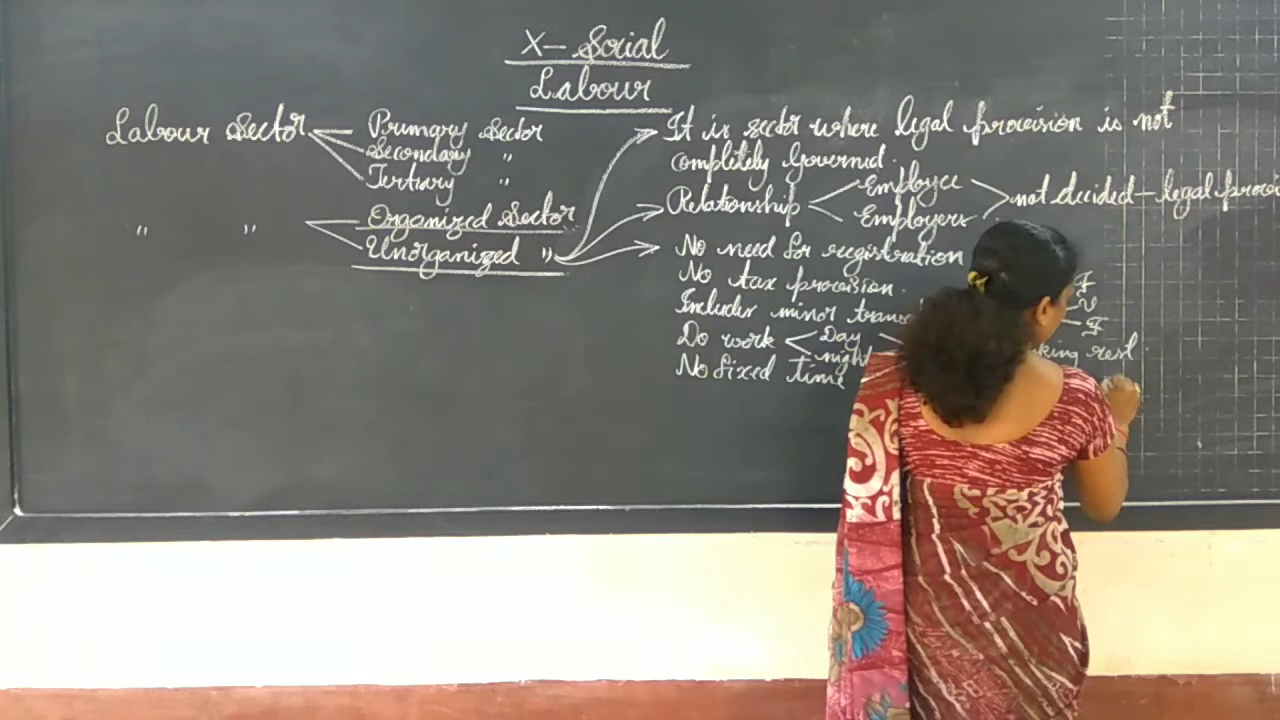 X- Social
Labour
Labour Sector
Primary Sector
Secondary "
Tertiary "
" "
Organized Sector
Unorganized "
It is sector where legal provision is not
completely Governed.
Relationship
Employee
Employers
not decided - legal
No need for registration
No tax provision.
Includes minor
Do work
Day
night
rest
No fixed time